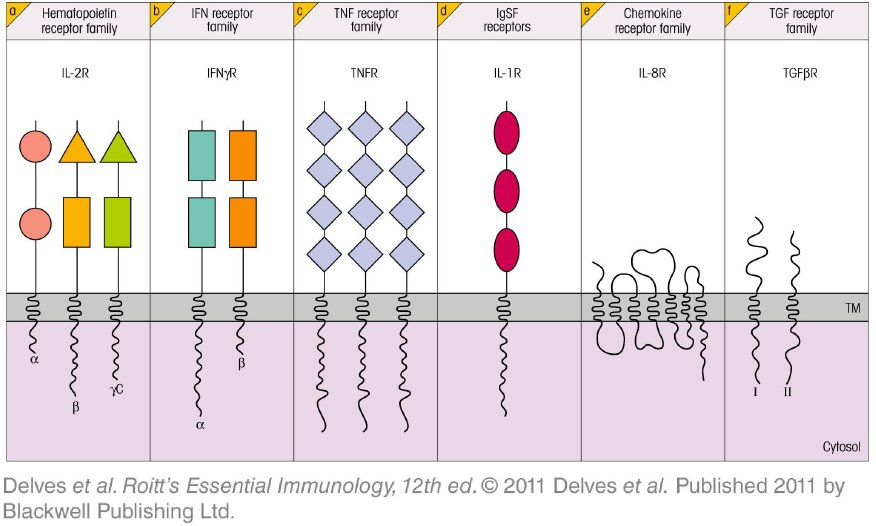 a
Hematopoietin
receptor family
b
IFN receptor
family
c
TNF receptor
family
d
IgSF
receptors
e
Chemokine
receptor family
f
TGF receptor
family
IL-2R
IFNγR
TNFR
IL-1R
IL-8R
TGFβR
TM
α
β
γC
α
β
I
II
Cytosol
Delves et al. Roitt's Essential Immunology, 12th ed. © 2011 Delves et al. Published 2011 by
Blackwell Publishing Ltd.